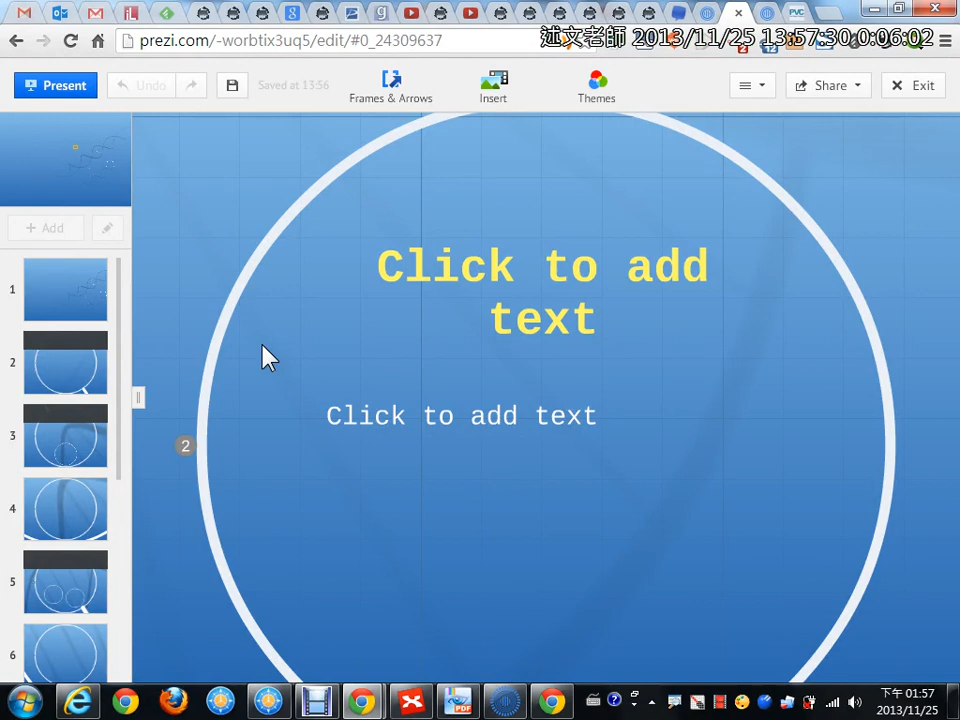 prezi.com/-worbtix3uq5/edit/#0_24309637
述文老師 2013/11/25 13:57:30 0:06:02
Present
Undo
Saved at 13:56
Frames & Arrows
Insert
Themes
Share
Exit
+ Add
1
2
3
4
5
6
Click to add
text
Click to add text
2
PVC
PDF
下午 01:57
2013/11/25